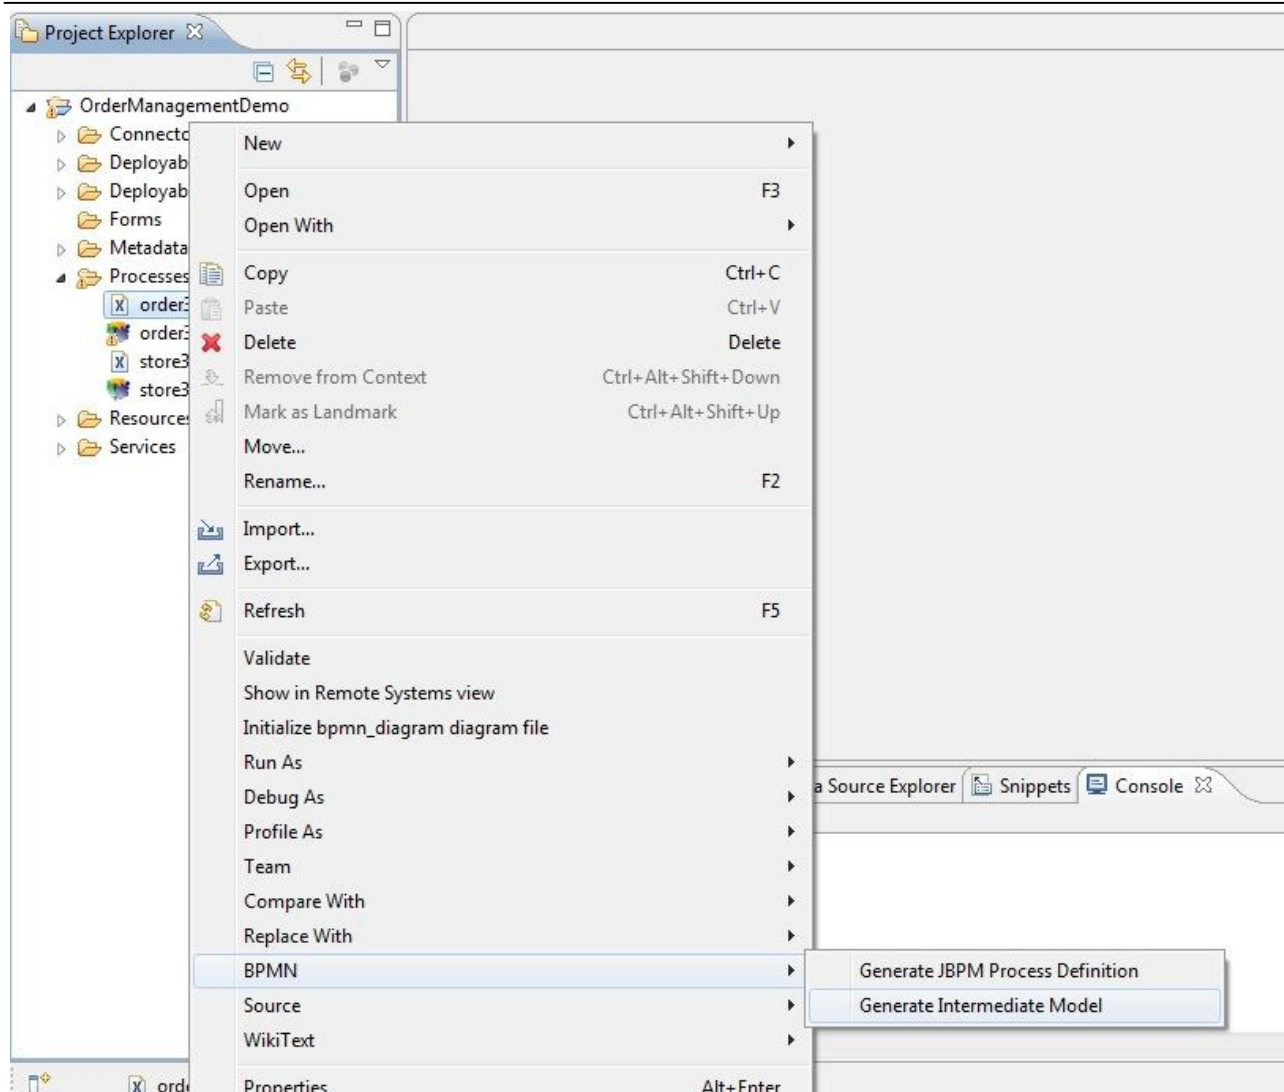 Project Explorer
OrderManagementDemo
Connecto
Deployab
Deployab
Forms
Metadata
Processes
order3
order3
store3
store3
Resources
Services
New
Open F3
Open With
Copy Ctrl+C
Paste Ctrl+V
Delete Delete
Remove from Context Ctrl+Alt+Shift+Down
Mark as Landmark Ctrl+Alt+Shift+Up
Move...
Rename... F2
Import...
Export...
Refresh F5
Validate
Show in Remote Systems view
Initialize bpmn_diagram diagram file
Run As
Debug As
Profile As
Team
Compare With
Replace With
BPMN
Source
WikiText
Properties Alt+Enter
Generate JBPM Process Definition
Generate Intermediate Model
a Source Explorer Snippets Console
orde